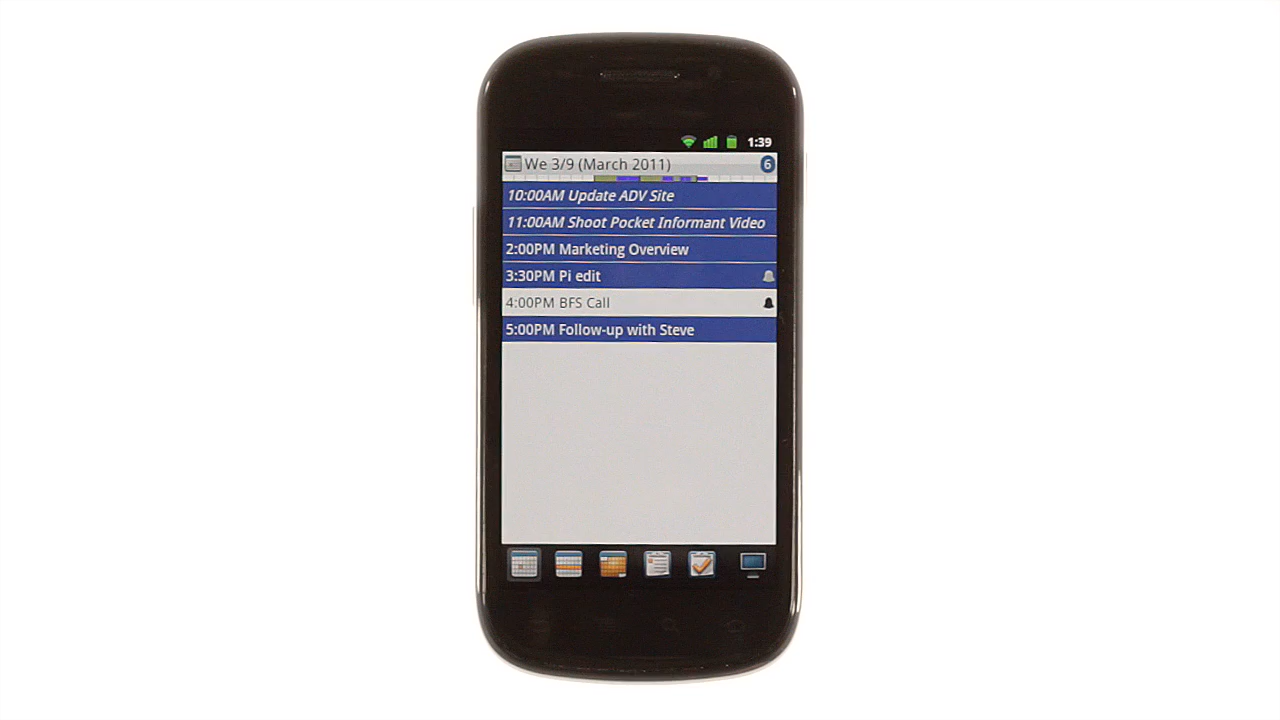 1:39
We 3/9 (March 2011) 6
10:00AM Update ADV Site
11:00AM Shoot Pocket Informant Video
2:00PM Marketing Overview
3:30PM Pi edit
4:00PM BFS Call
5:00PM Follow-up with Steve